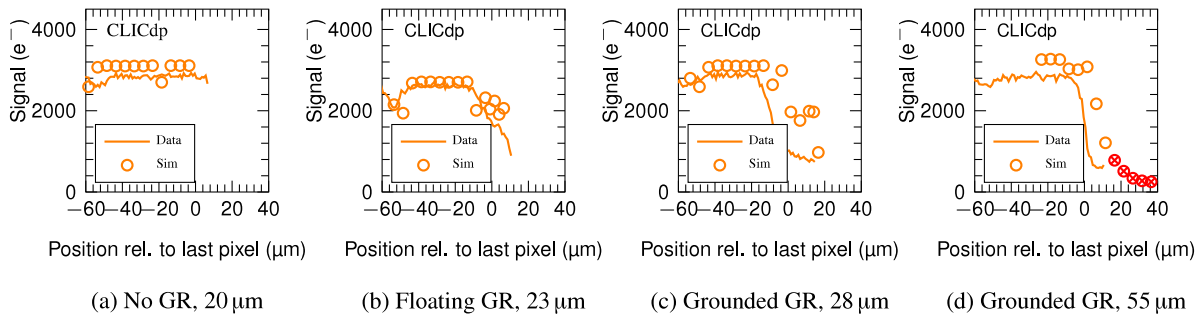 Signal (e⁻)
4000
2000
0
CLICdp
Data
Sim
−60 −40 −20 0 20 40
Position rel. to last pixel (μm)
(a) No GR, 20 μm
Signal (e⁻)
4000
2000
0
CLICdp
Data
Sim
−60 −40 −20 0 20 40
Position rel. to last pixel (μm)
(b) Floating GR, 23 μm
Signal (e⁻)
4000
2000
0
CLICdp
Data
Sim
−60 −40 −20 0 20 40
Position rel. to last pixel (μm)
(c) Grounded GR, 28 μm
Signal (e⁻)
4000
2000
0
CLICdp
Data
Sim
−60 −40 −20 0 20 40
Position rel. to last pixel (μm)
(d) Grounded GR, 55 μm